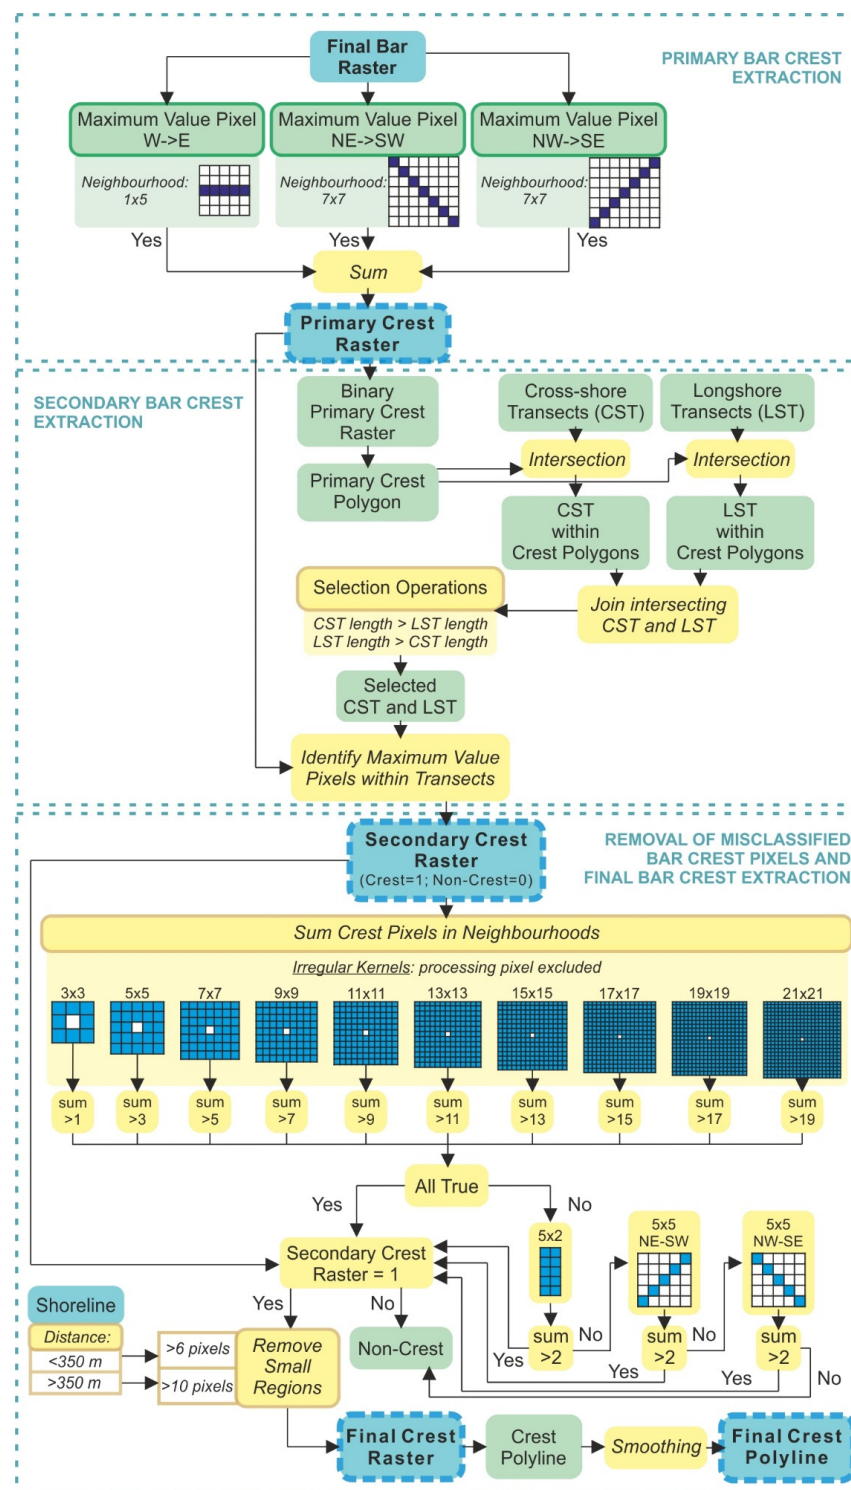 Final Bar
Raster
PRIMARY BAR CREST
EXTRACTION
Maximum Value Pixel
W->E
Maximum Value Pixel
NE->SW
Maximum Value Pixel
NW->SE
Neighbourhood:
1x5
Neighbourhood:
7x7
Neighbourhood:
7x7
Yes
Yes
Yes
Sum
Primary Crest
Raster
SECONDARY BAR CREST
EXTRACTION
Binary
Primary Crest
Raster
Cross-shore
Transects (CST)
Longshore
Transects (LST)
Primary Crest
Polygon
Intersection
Intersection
CST
within
Crest Polygons
LST
within
Crest Polygons
Selection Operations
CST length > LST length
LST length > CST length
Join intersecting
CST and LST
Selected
CST and LST
Identify Maximum Value
Pixels within Transects
Secondary Crest
Raster
(Crest=1; Non-Crest=0)
REMOVAL OF MISCLASSIFIED
BAR CREST PIXELS AND
FINAL BAR CREST EXTRACTION
Sum Crest Pixels in Neighbourhoods
Irregular Kernels: processing pixel excluded
3x3
5x5
7x7
9x9
11x11
13x13
15x15
17x17
19x19
21x21
sum
>1
sum
>3
sum
>5
sum
>7
sum
>9
sum
>11
sum
>13
sum
>15
sum
>17
sum
>19
All True
Yes
No
5x2
5x5
NE-SW
5x5
NW-SE
Secondary Crest
Raster = 1
Yes
No
sum
>2
No
sum
>2
No
sum
>2
Yes
Yes
Yes
No
Shoreline
Distance:
<350 m
>350 m
>6 pixels
>10 pixels
Remove
Small
Regions
Non-Crest
Final Crest
Raster
Crest
Polyline
Smoothing
Final Crest
Polyline